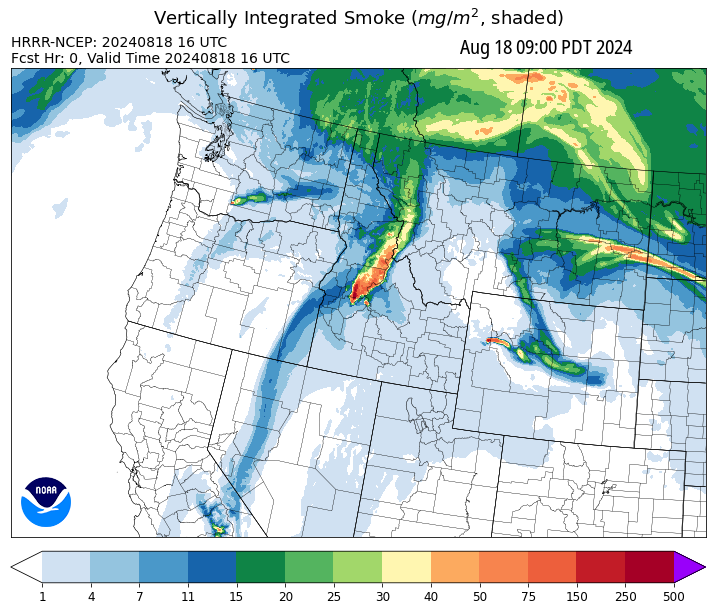 Vertically Integrated Smoke (mg/m², shaded)
HRRR-NCEP: 20240818 16 UTC
Fcst Hr: 0, Valid Time 20240818 16 UTC
Aug 18 09:00 PDT 2024
NOAA
1 4 7 11 15 20 25 30 40 50 75 150 250 500